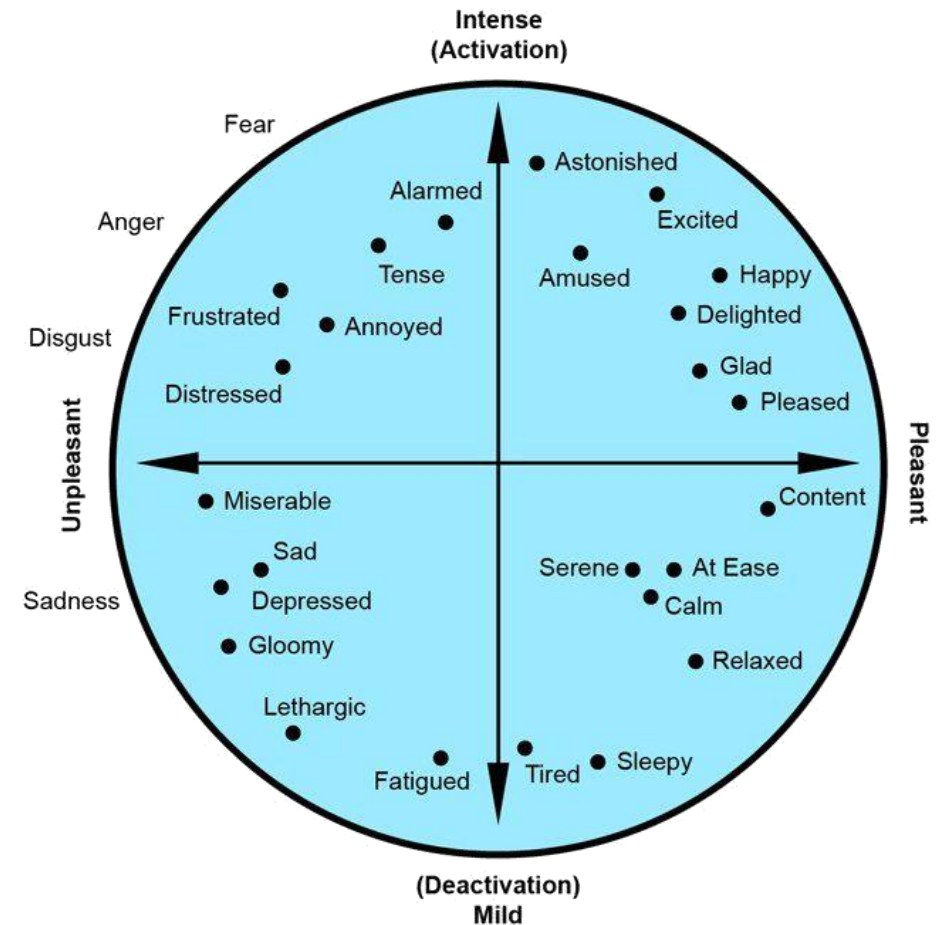 Intense
(Activation)
Fear
Astonished
Alarmed
Excited
Anger
Tense
Amused
Happy
Frustrated
Annoyed
Delighted
Disgust
Glad
Distressed
Pleased
Unpleasant
Pleasant
Miserable
Content
Sad
Serene
At Ease
Sadness
Depressed
Calm
Gloomy
Relaxed
Lethargic
Fatigued
Tired
Sleepy
(Deactivation)
Mild